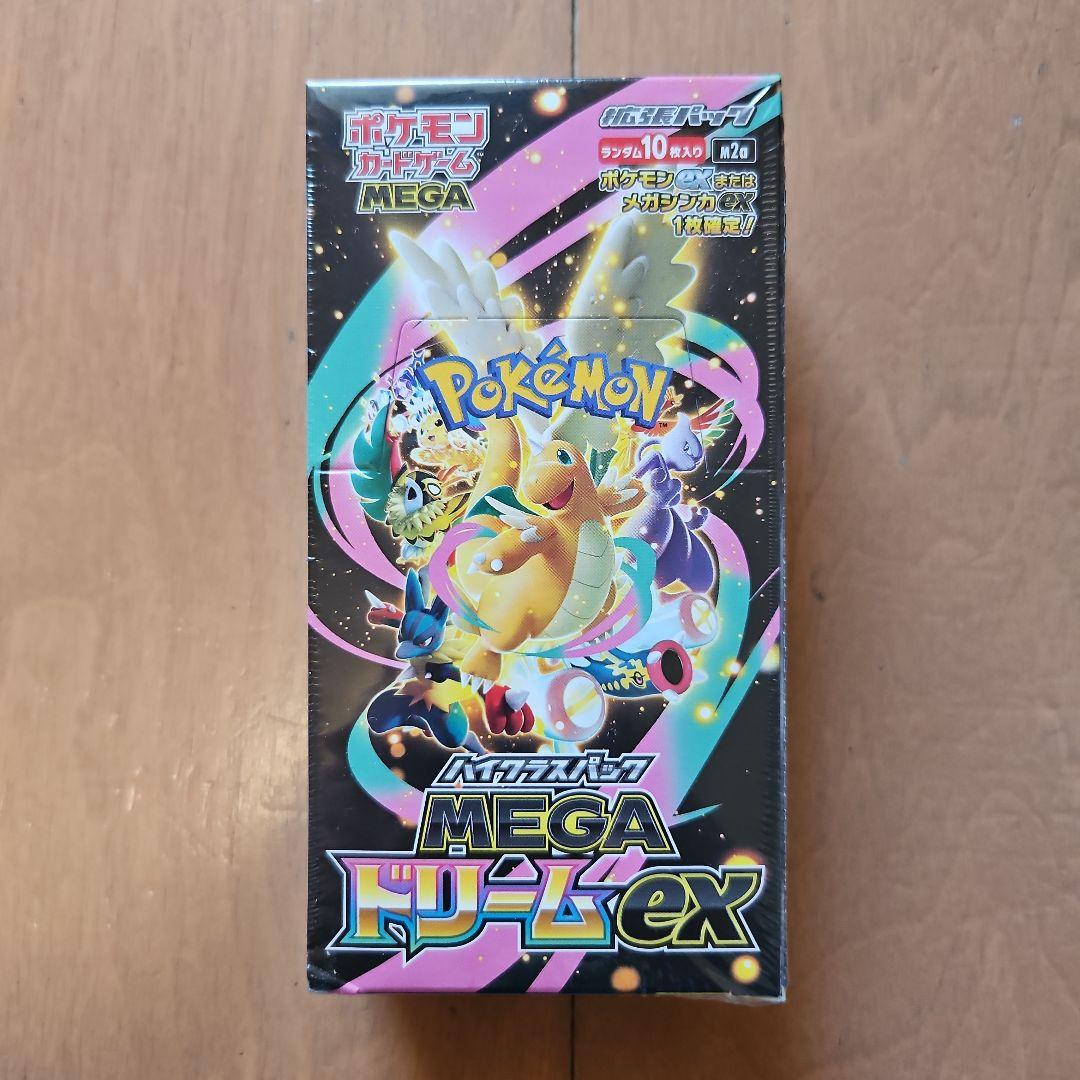 ポケモン
カードゲーム
MEGA
拡張パック
ランダム10枚入り M2a
ポケモンexまたは
メガシンカex
1枚確定!
POKéMON
TM
ハイクラスパック
MEGA
ドリームex